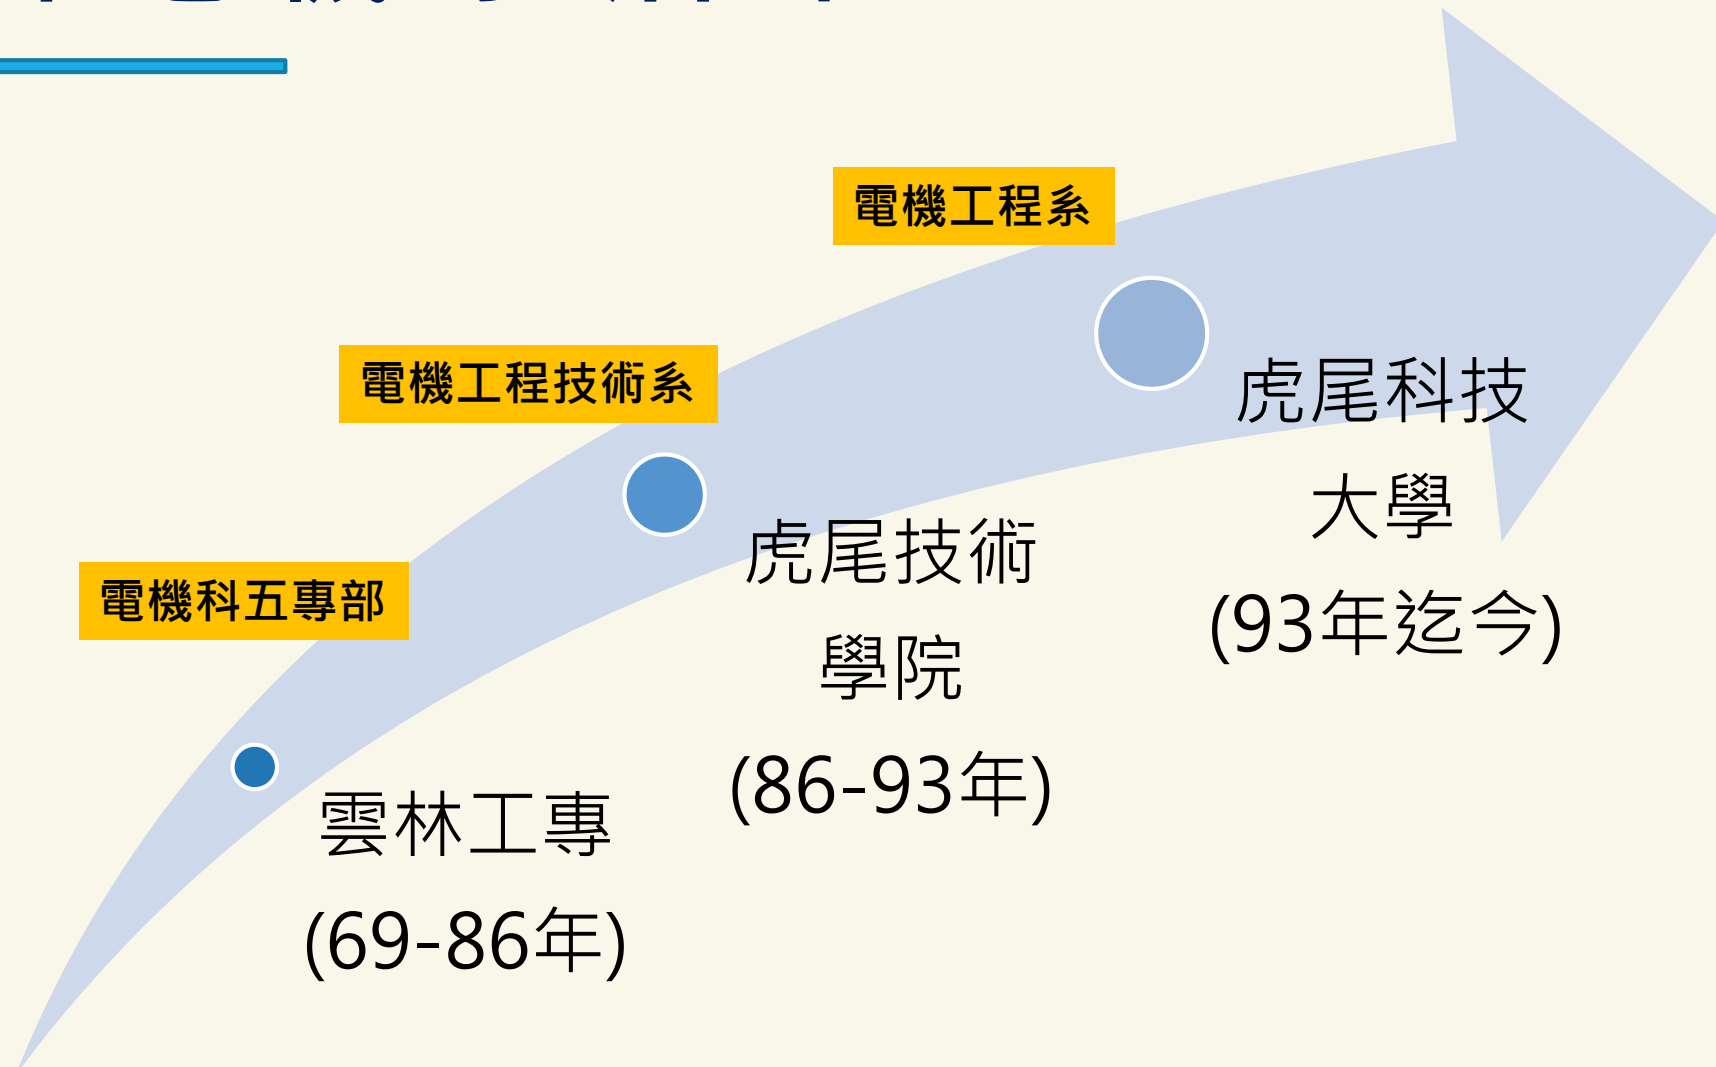 電機工程系
虎尾科技
大學
(93年迄今)
電機工程技術系
虎尾技術
學院
(86-93年)
電機科五專部
雲林工專
(69-86年)